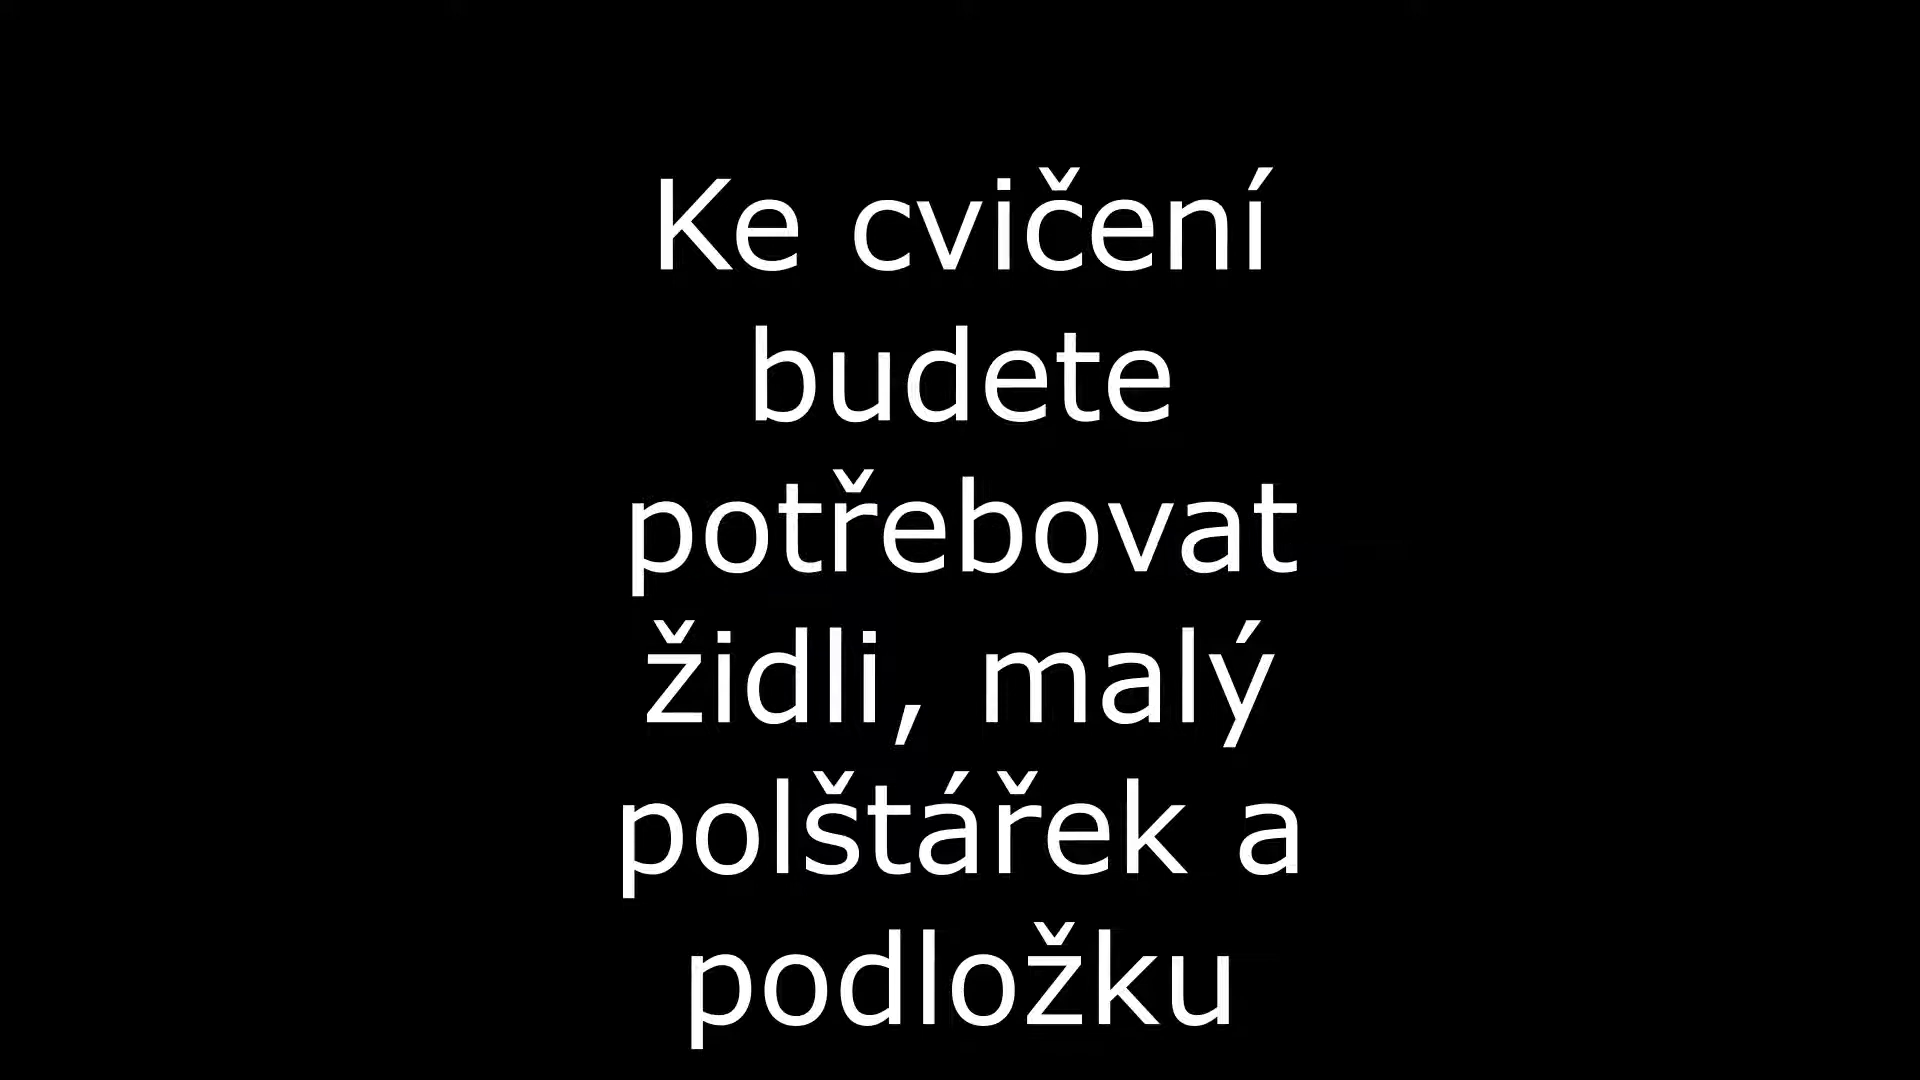 Ke cvičení
budete
potřebovat
židli, malý
polštářek a
podložku